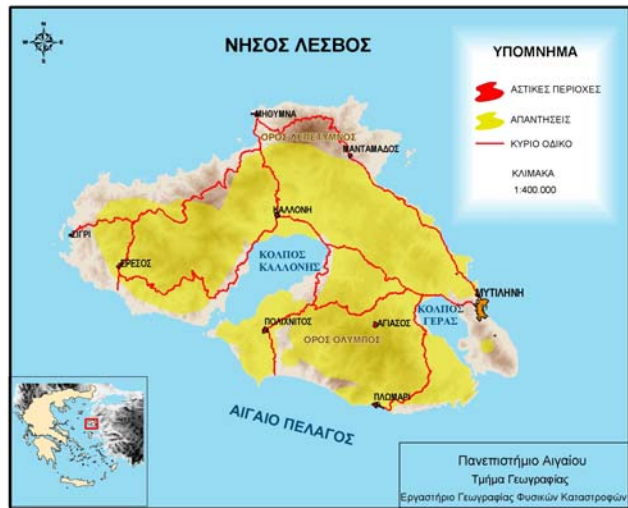 ΝΗΣΟΣ ΛΕΣΒΟΣ
ΥΠΟΜΝΗΜΑ
ΑΣΤΙΚΕΣ ΠΕΡΙΟΧΕΣ
ΑΠΑΝΤΗΣΕΙΣ
ΚΥΡΙΟ ΟΔΙΚΟ
ΚΛΙΜΑΚΑ
1:400.000
ΜΗΘΥΜΝΑ
ΟΡΟΣ ΛΕΠΕΤΥΜΝΟΣ
ΜΑΝΤΑΜΑΔΟΣ
ΚΑΛΛΟΝΗ
ΣΙΓΡΙ
ΕΡΕΣΟΣ
ΚΟΛΠΟΣ
ΚΑΛΛΟΝΗΣ
ΜΥΤΙΛΗΝΗ
ΚΟΛΠΟΣ
ΓΕΡΑΣ
ΠΟΛΙΧΝΙΤΟΣ
ΑΓΙΑΣΟΣ
ΟΡΟΣ ΟΛΥΜΠΟΣ
ΠΛΩΜΑΡΙ
ΑΙΓΑΙΟ ΠΕΛΑΓΟΣ
Πανεπιστήμιο Αιγαίου
Τμήμα Γεωγραφίας
Εργαστήριο Γεωγραφίας Φυσικών Καταστροφών